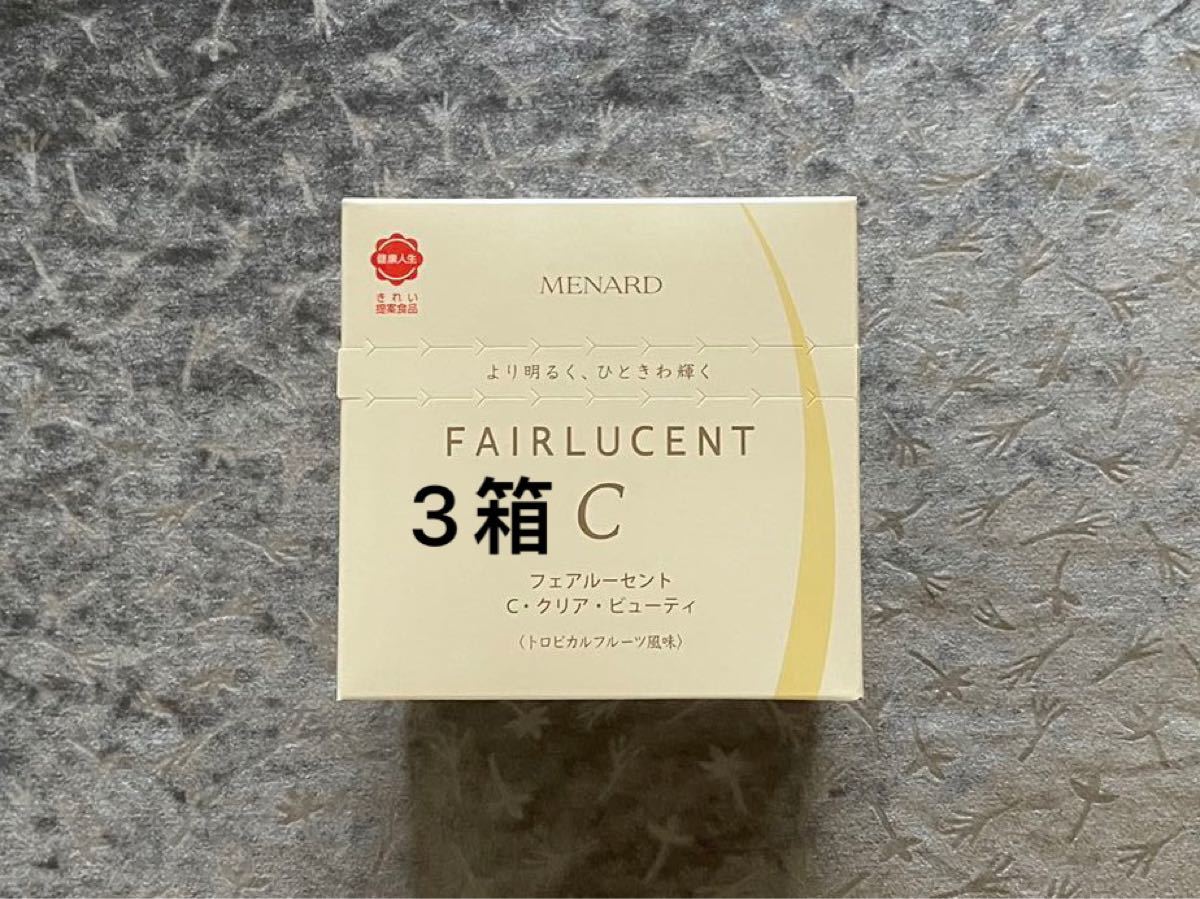 健康人生
きれい
提案食品
MENARD
より明るく、ひときわ輝く
FAIRLUCENT
3箱 C
フェアルーセント
C・クリア・ビューティ
〈トロピカルフルーツ風味〉